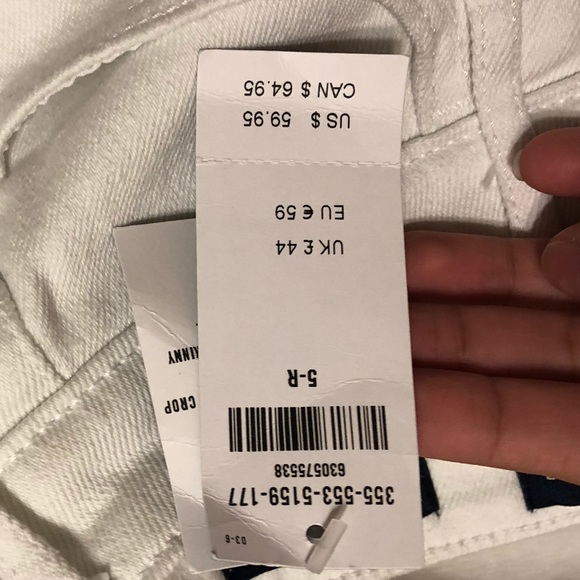 D3-6
355-553-5159-177
630575538
5-R
UK £ 44
EU € 59
US $ 59.95
CAN $ 64.95
CROP